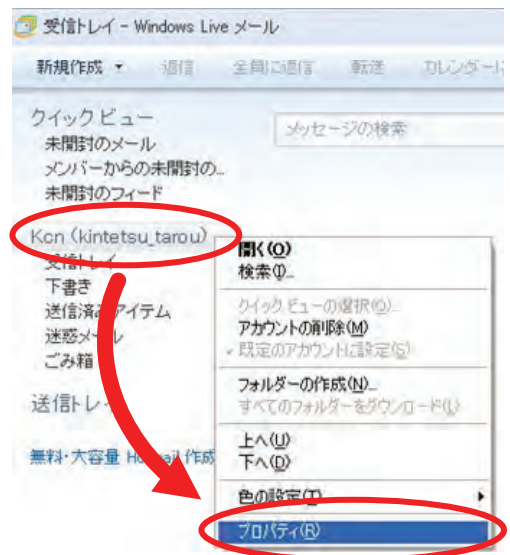 受信トレイ - Windows Live メール
新規作成 ▼ 返信 全員に返信 転送 カレンダーに
クイック ビュー
メッセージの検索
未開封のメール
メンバーからの未開封の...
未開封のフィード
Kcn (kintetsu_tarou)
受信トレイ
下書き
送信済みアイテム
迷惑メール
ごみ箱
送信トレイ
無料・大容量 Hotmail 作成
開く(O)
検索(I)...
クイック ビューの選択(Q)...
アカウントの削除(M)
既定のアカウントに設定(S)
フォルダーの作成(N)...
すべてのフォルダーをダウンロード(L)
上へ(U)
下へ(D)
色の設定(T)
プロパティ(R)